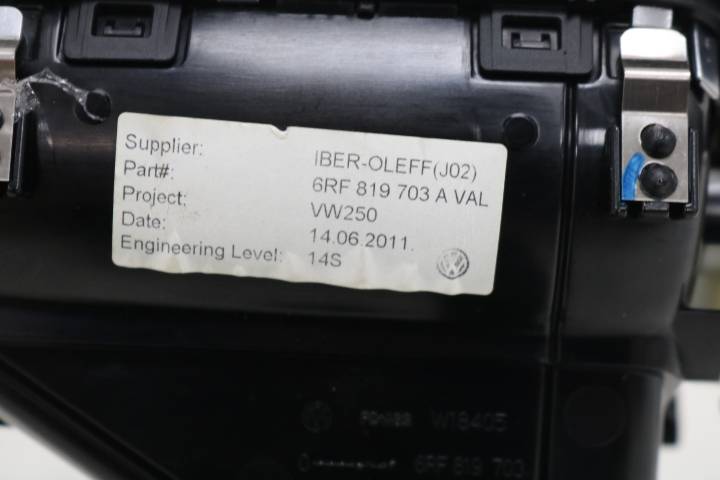 Supplier: IBER-OLEFF(J02)
Part#: 6RF 819 703 A VAL
Project: VW250
Date: 14.06.2011.
Engineering Level: 14S
W18405
6RF 819 703